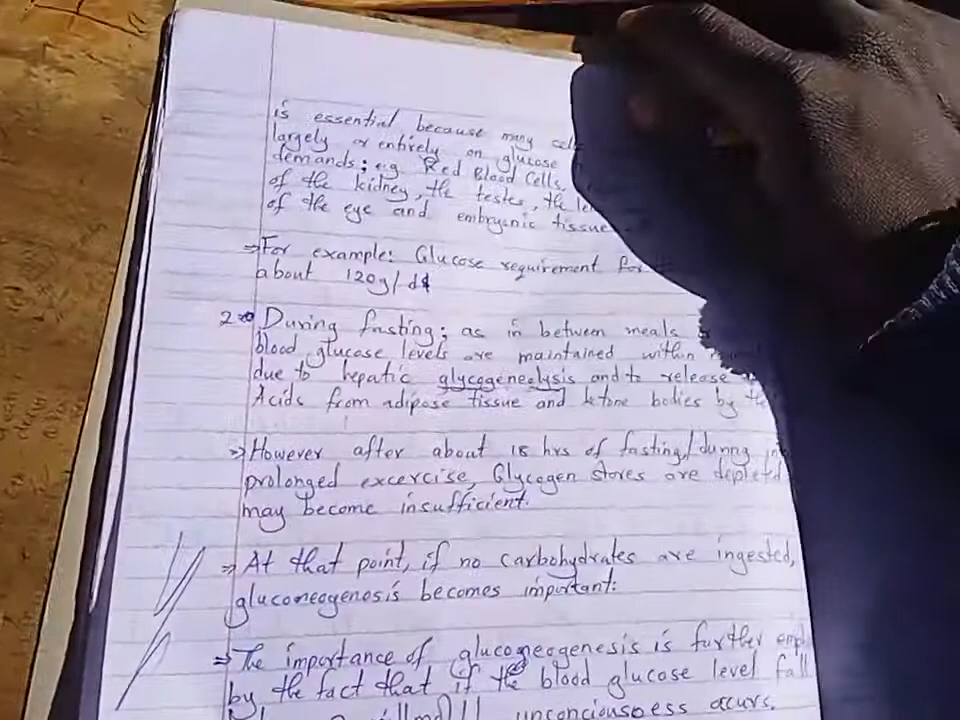 is essential because many
largely or entirely on glucose
demands; e.g Red Blood Cells,
of the kidney, the testes, the
of the eye and embryonic tissue
⇒ For example: Glucose requirement for
about 120g/d
2 During fasting; as in between meals
blood glucose levels are maintained within
due to hepatic glycogenolysis and to release
Acids from adipose tissue and ketone bodies by the
⇒ However after about 18 hrs of fasting/during
prolonged excercise, Glycogen stores are depleted
may become insufficient.
⇒ At that point, if no carbohydrates are ingested,
gluconeogenosis becomes important:
⇒ The importance of gluconeogenesis is further
by the fact that if the blood glucose level fall
unconciousness occurs.